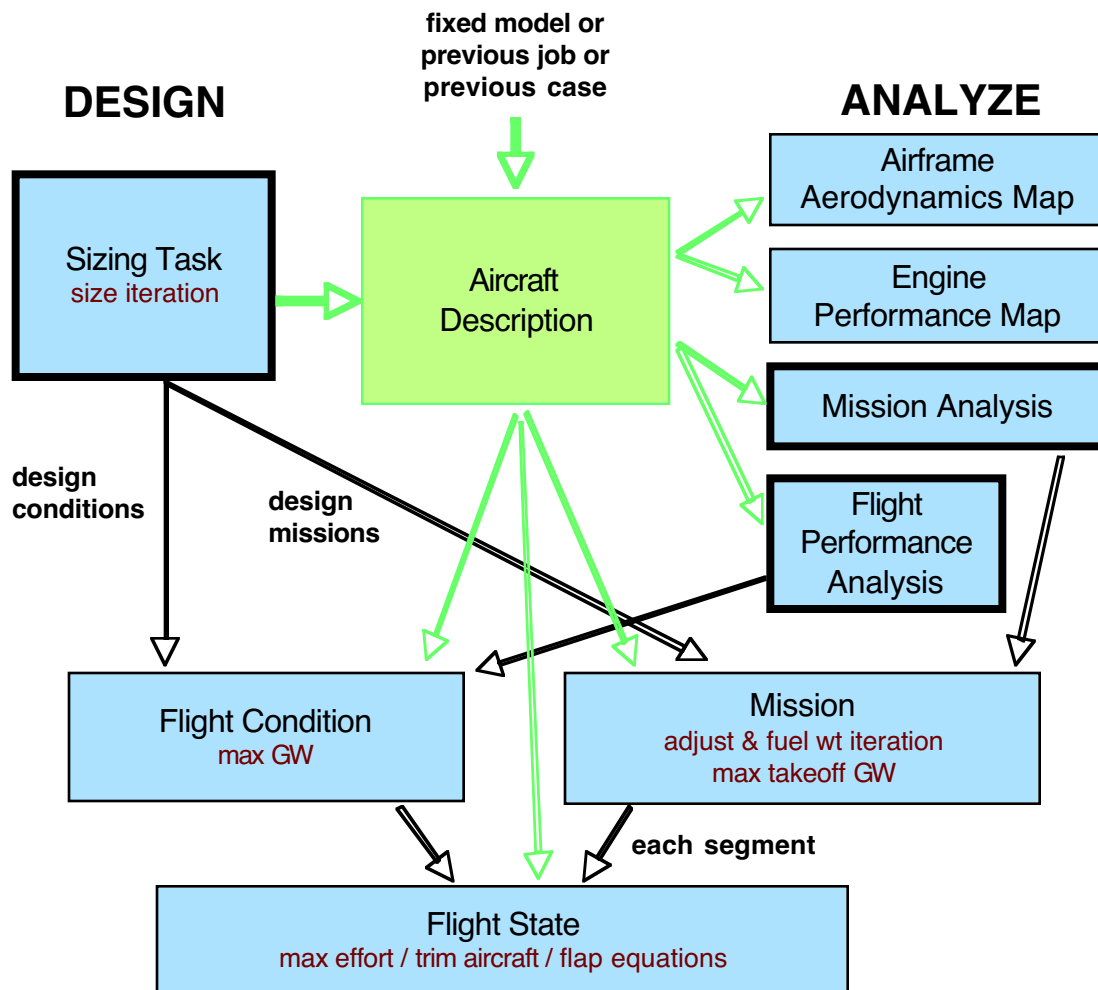 fixed model or
previous job or
previous case
DESIGN
ANALYZE
Sizing Task
size iteration
Aircraft
Description
Airframe
Aerodynamics Map
Engine
Performance Map
Mission Analysis
Flight
Performance
Analysis
design
conditions
design
missions
Flight Condition
max GW
Mission
adjust & fuel wt iteration
max takeoff GW
each segment
Flight State
max effort / trim aircraft / flap equations